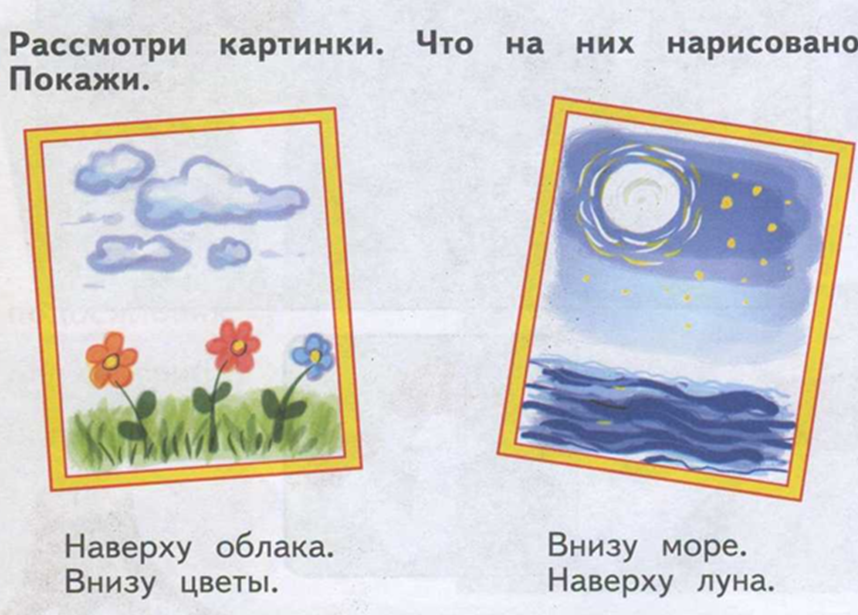 Рассмотри картинки. Что на них нарисовано
Покажи.
Наверху облака.
Внизу цветы.
Внизу море.
Наверху луна.